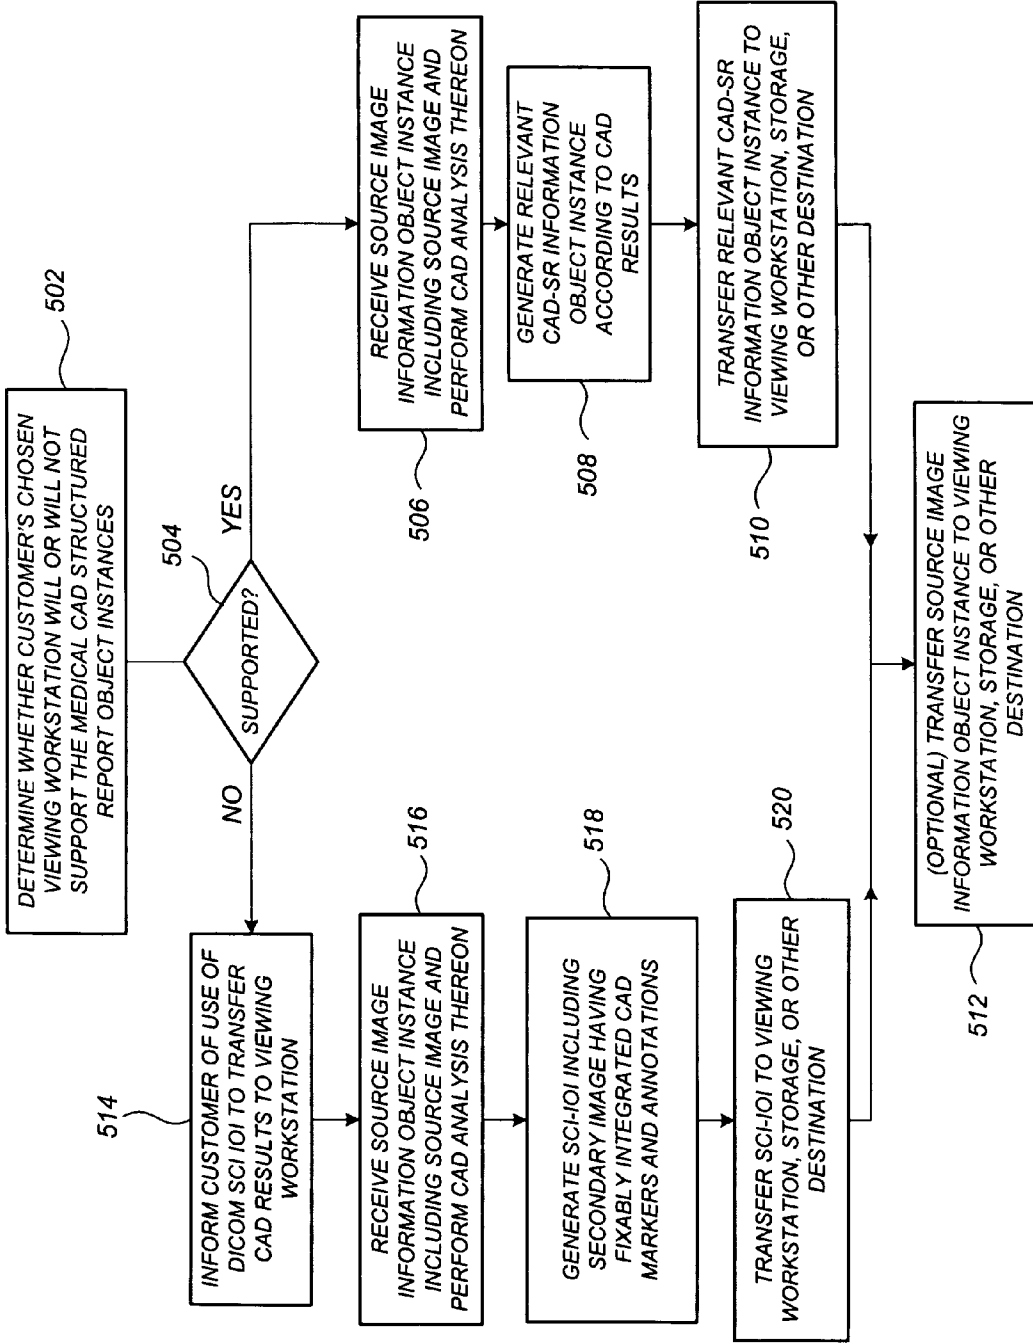 DETERMINE WHETHER CUSTOMER'S CHOSEN
VIEWING WORKSTATION WILL OR WILL NOT
SUPPORT THE MEDICAL CAD STRUCTURED
REPORT OBJECT INSTANCES
502
504
SUPPORTED?
NO
YES
INFORM CUSTOMER OF USE OF
DICOM SCI IOI TO TRANSFER
CAD RESULTS TO VIEWING
WORKSTATION
514
RECEIVE SOURCE IMAGE
INFORMATION OBJECT INSTANCE
INCLUDING SOURCE IMAGE AND
PERFORM CAD ANALYSIS THEREON
516
GENERATE SCI-IOI INCLUDING
SECONDARY IMAGE HAVING
FIXABLY INTEGRATED CAD
MARKERS AND ANNOTATIONS
518
TRANSFER SCI-IOI TO VIEWING
WORKSTATION, STORAGE, OR OTHER
DESTINATION
520
RECEIVE SOURCE IMAGE
INFORMATION OBJECT INSTANCE
INCLUDING SOURCE IMAGE AND
PERFORM CAD ANALYSIS THEREON
506
GENERATE RELEVANT
CAD-SR INFORMATION
OBJECT INSTANCE
ACCORDING TO CAD
RESULTS
508
TRANSFER RELEVANT CAD-SR
INFORMATION OBJECT INSTANCE TO
VIEWING WORKSTATION, STORAGE,
OR OTHER DESTINATION
510
(OPTIONAL) TRANSFER SOURCE IMAGE
INFORMATION OBJECT INSTANCE TO VIEWING
WORKSTATION, STORAGE, OR OTHER
DESTINATION
512